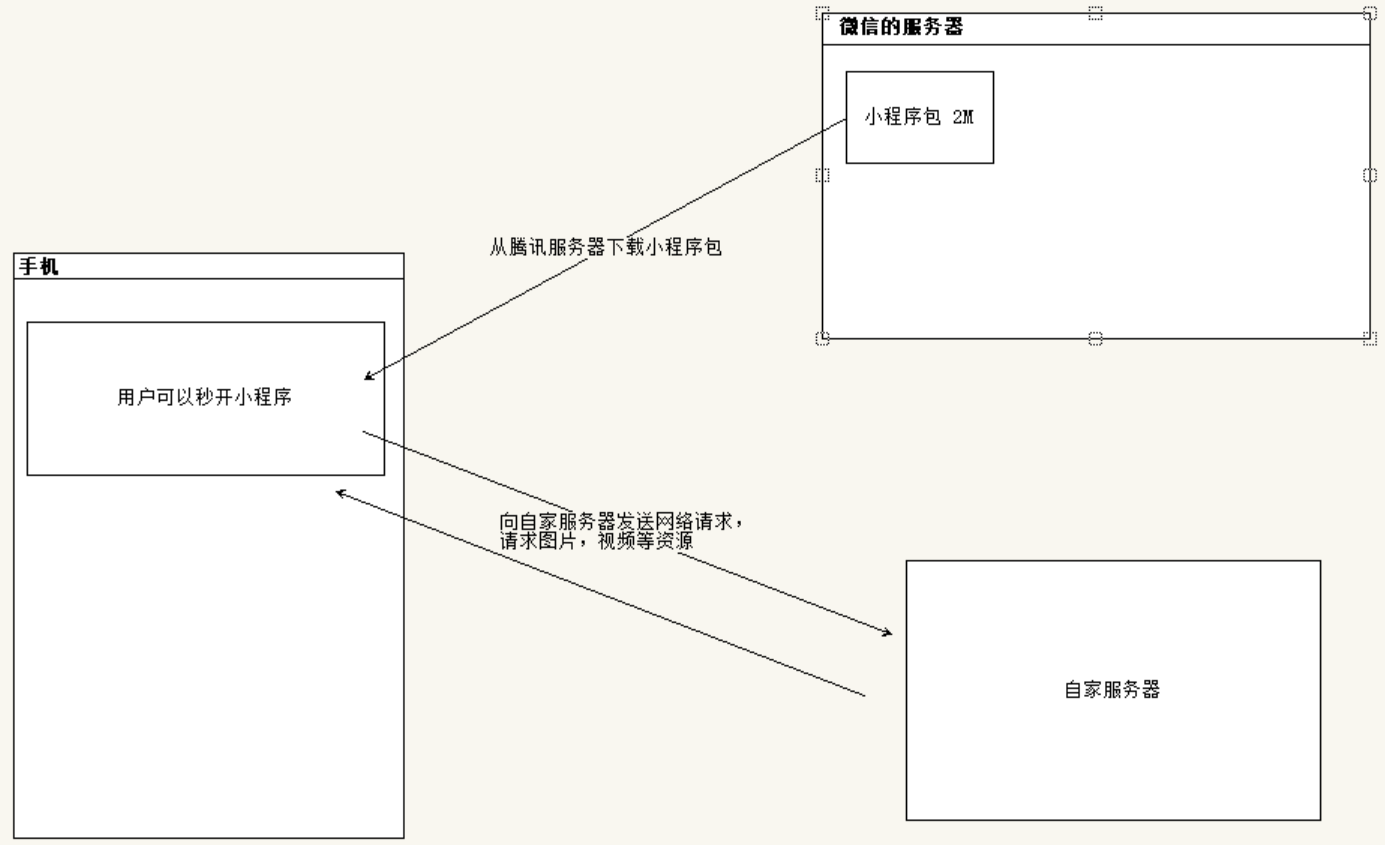 微信的服务器
小程序包 2M
从腾讯服务器下载小程序包
手机
用户可以秒开小程序
向自家服务器发送网络请求，
请求图片，视频等资源
自家服务器